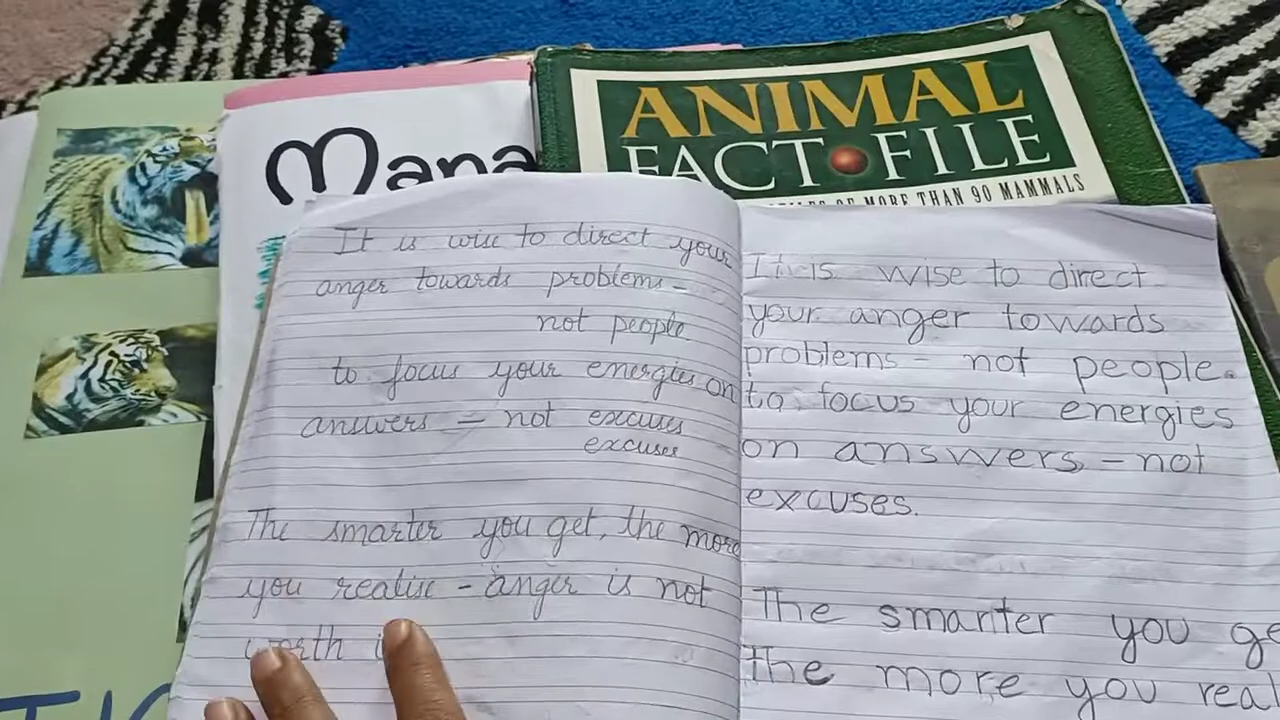 ANIMAL
FACT FILE
MORE THAN 90 MAMMALS
Mana
It is wise to direct your
anger towards problems -
not people
to focus your energies on
answers - not excuses
excuses
The smarter you get, the more
you realise - anger is not
worth
It is wise to direct
your anger towards
problems - not people.
to focus your energies
on answers - not
excuses.
The smarter you ge
the more you real